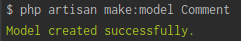 $ php artisan make:model Comment
Model created successfully.